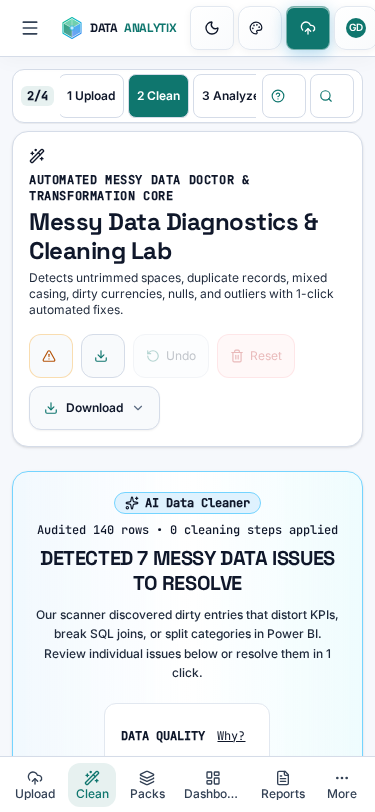 DATA ANALYTIX
GD
2/4
1 Upload
2 Clean
3 Analyze
AUTOMATED MESSY DATA DOCTOR &
TRANSFORMATION CORE
Messy Data Diagnostics &
Cleaning Lab
Detects untrimmed spaces, duplicate records, mixed
casing, dirty currencies, nulls, and outliers with 1-click
automated fixes.
Undo
Reset
Download
AI Data Cleaner
Audited 140 rows • 0 cleaning steps applied
DETECTED 7 MESSY DATA ISSUES
TO RESOLVE
Our scanner discovered dirty entries that distort KPIs,
break SQL joins, or split categories in Power BI.
Review individual issues below or resolve them in 1
click.
DATA QUALITY Why?
Upload
Clean
Packs
Dashbo...
Reports
More